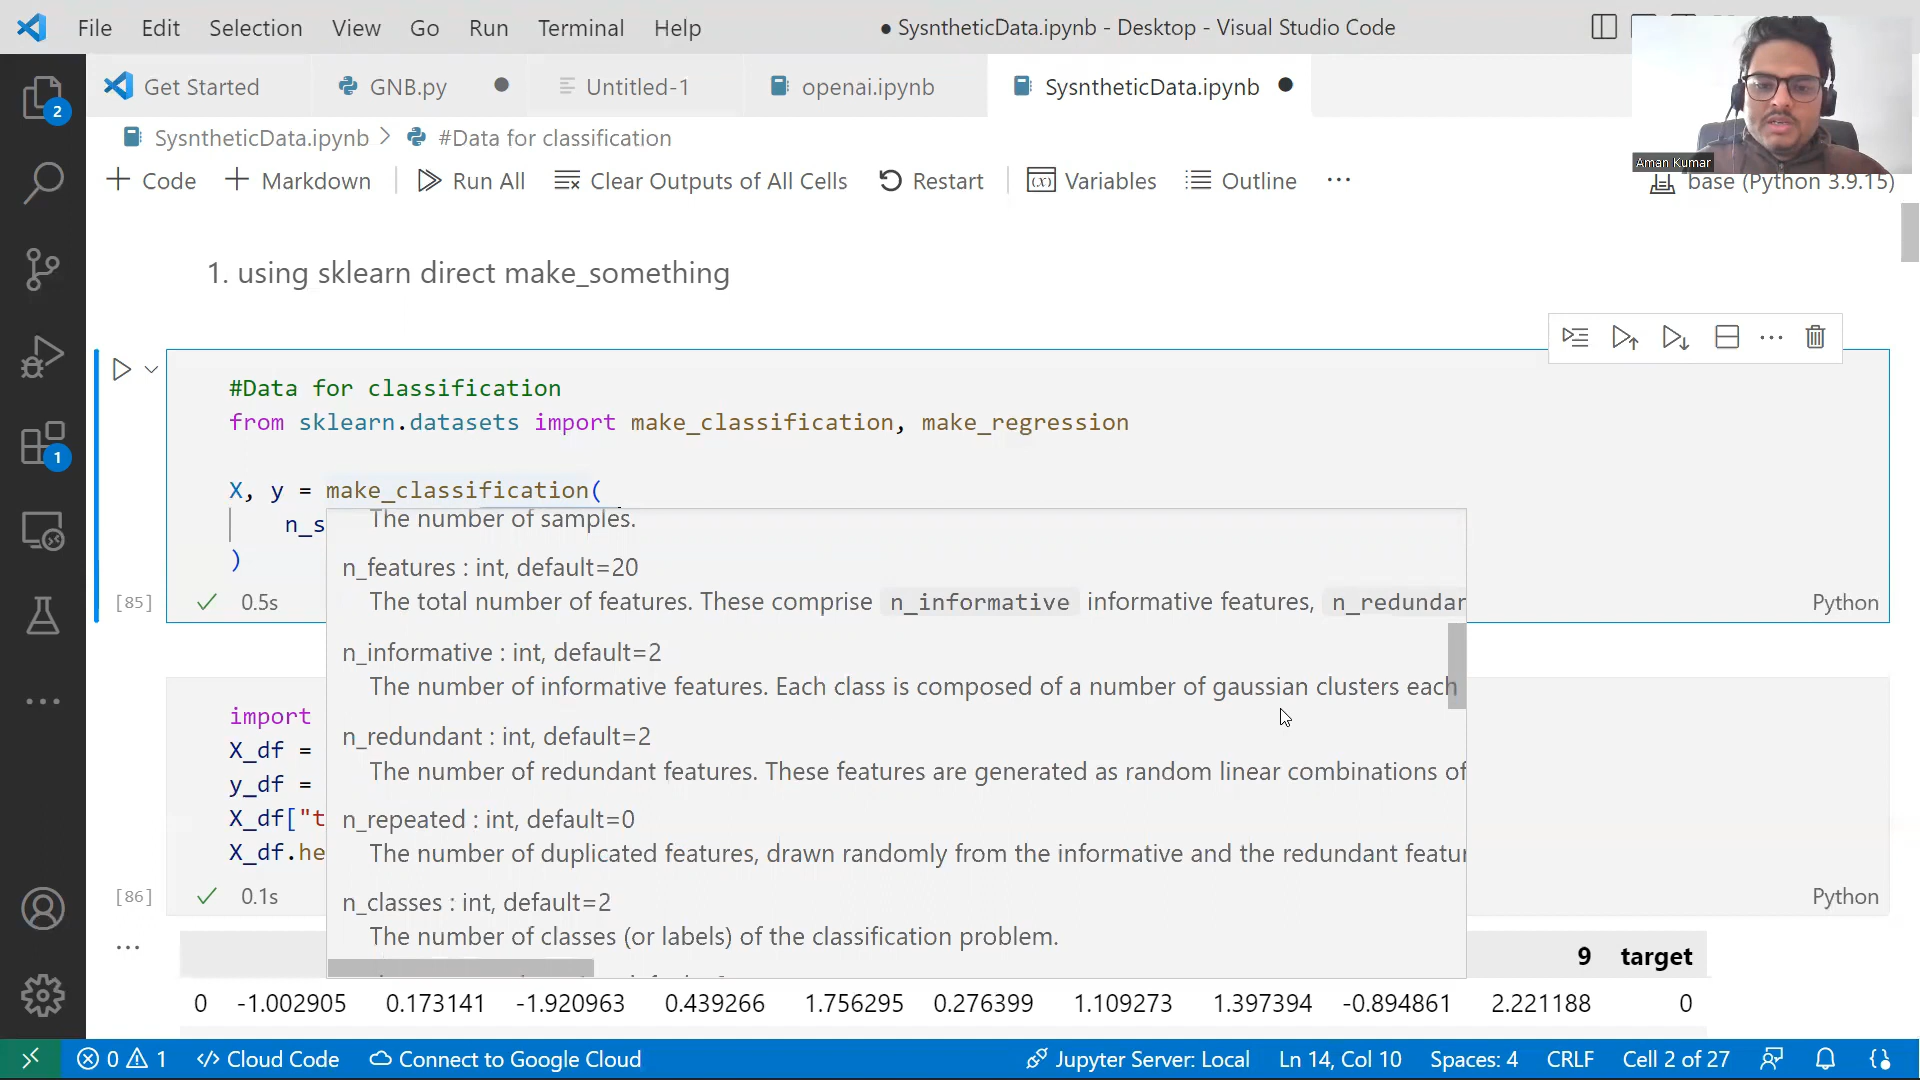 File Edit Selection View Go Run Terminal Help
● SysntheticData.ipynb - Desktop - Visual Studio Code
Get Started GNB.py Untitled-1 openai.ipynb SysntheticData.ipynb
SysntheticData.ipynb > #Data for classification
Aman Kumar
+ Code + Markdown Run All Clear Outputs of All Cells Restart Variables Outline ··· base (Python 3.9.15)
2
1. using sklearn direct make_something
#Data for classification
from sklearn.datasets import make_classification, make_regression
X, y = make_classification(
n_s
)
[85] 0.5s
Python
The number of samples.
n_features : int, default=20
The total number of features. These comprise n_informative informative features, n_redundar
n_informative : int, default=2
The number of informative features. Each class is composed of a number of gaussian clusters each
n_redundant : int, default=2
The number of redundant features. These features are generated as random linear combinations of
n_repeated : int, default=0
The number of duplicated features, drawn randomly from the informative and the redundant featur
n_classes : int, default=2
The number of classes (or labels) of the classification problem.
1
import
X_df =
y_df =
X_df["t
X_df.he
[86] 0.1s
Python
9 target
0 -1.002905 0.173141 -1.920963 0.439266 1.756295 0.276399 1.109273 1.397394 -0.894861 2.221188 0
0 1 Cloud Code Connect to Google Cloud Jupyter Server: Local Ln 14, Col 10 Spaces: 4 CRLF Cell 2 of 27